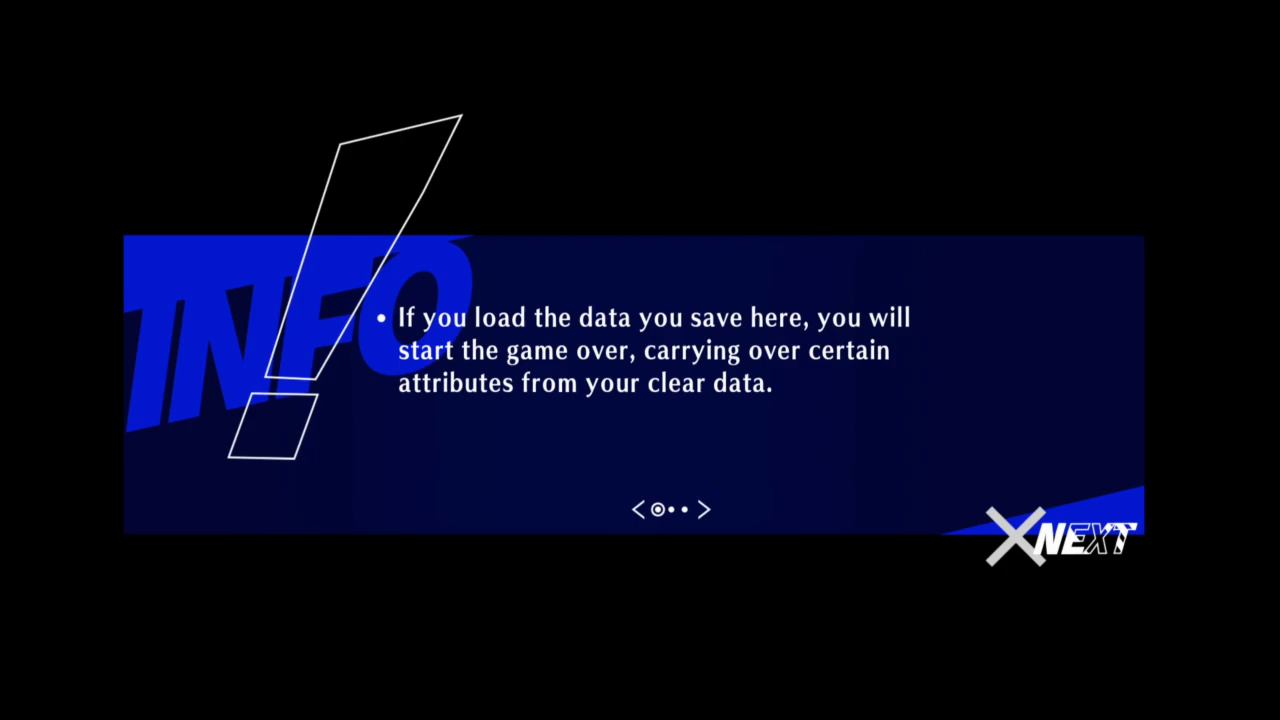 INFO
• If you load the data you save here, you will
start the game over, carrying over certain
attributes from your clear data.
NEXT